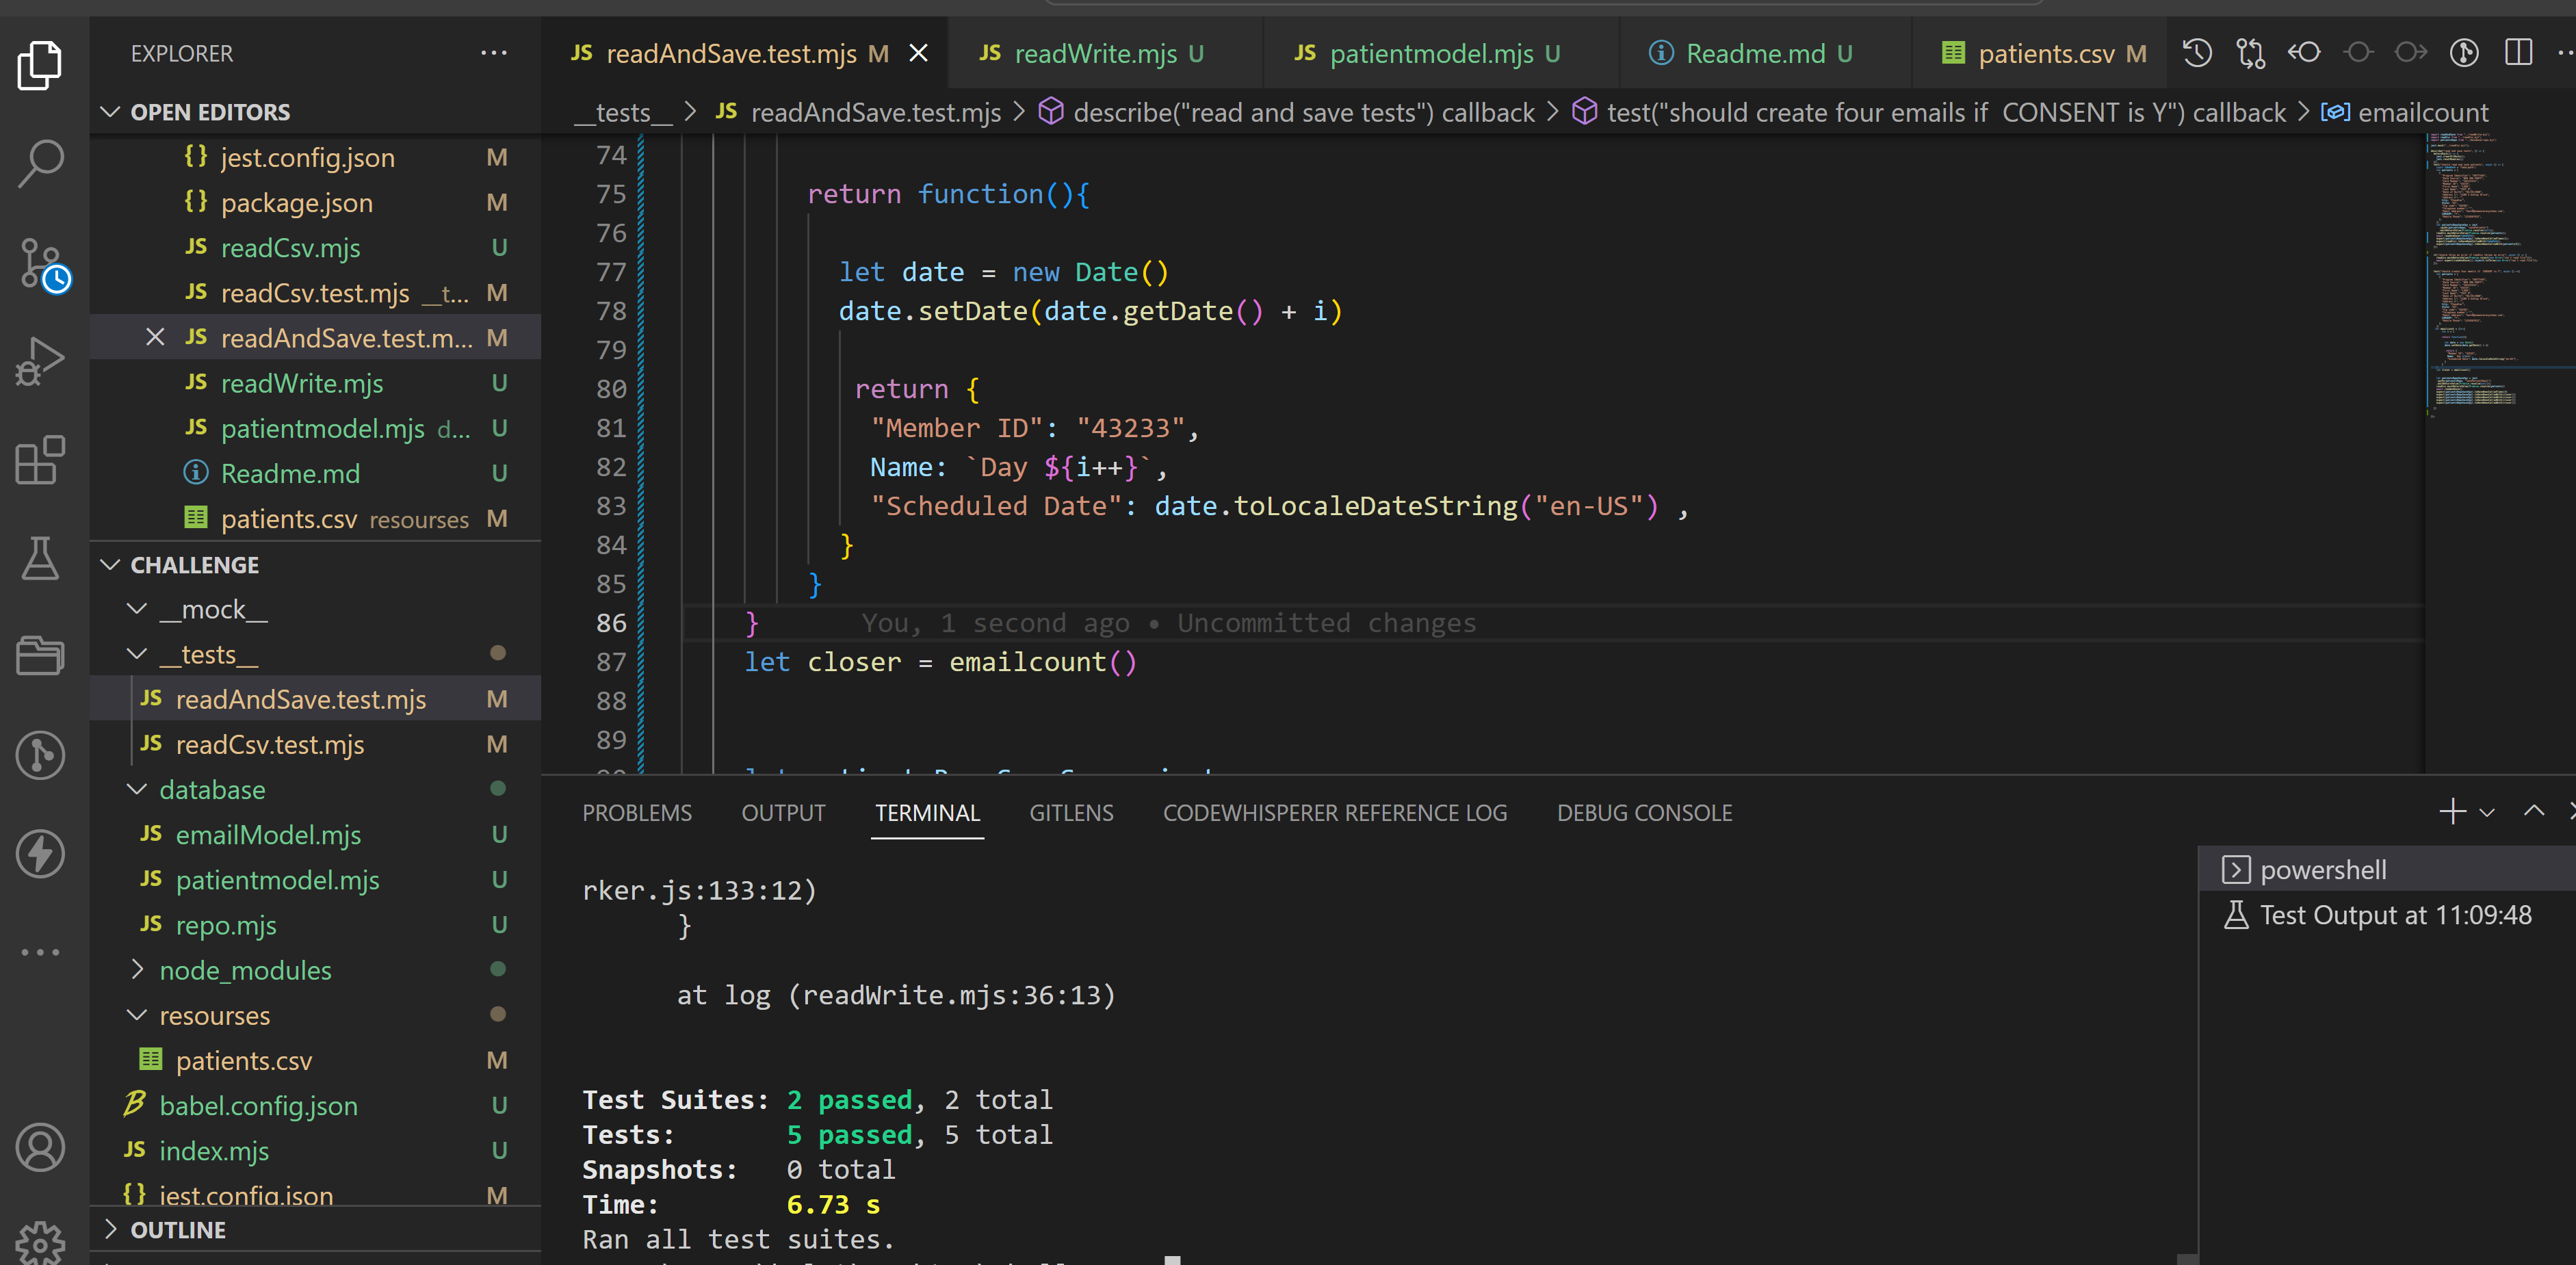 EXPLORER
OPEN EDITORS
{} jest.config.json M
{} package.json M
JS readCsv.mjs U
JS readCsv.test.mjs __t... M
JS readAndSave.test.m... M
JS readWrite.mjs U
JS patientmodel.mjs d... U
Readme.md U
patients.csv resourses M
CHALLENGE
__mock__
__tests__
JS readAndSave.test.mjs M
JS readCsv.test.mjs M
database
JS emailModel.mjs U
JS patientmodel.mjs U
JS repo.mjs U
node_modules
resourses
patients.csv M
babel.config.json U
JS index.mjs U
{} jest.config.json M
OUTLINE
JS readAndSave.test.mjs M
JS readWrite.mjs U
JS patientmodel.mjs U
Readme.md U
patients.csv M
__tests__ > JS readAndSave.test.mjs > describe("read and save tests") callback > test("should create four emails if CONSENT is Y") callback > emailcount
74
75 return function(){
76
77 let date = new Date()
78 date.setDate(date.getDate() + i)
79
80 return {
81 "Member ID": "43233",
82 Name: `Day ${i++}`,
83 "Scheduled Date": date.toLocaleDateString("en-US") ,
84 }
85 }
86 } You, 1 second ago • Uncommitted changes
87 let closer = emailcount()
88
89
PROBLEMS OUTPUT TERMINAL GITLENS CODEWHISPERER REFERENCE LOG DEBUG CONSOLE
rker.js:133:12)
}
at log (readWrite.mjs:36:13)
Test Suites: 2 passed, 2 total
Tests: 5 passed, 5 total
Snapshots: 0 total
Time: 6.73 s
Ran all test suites.
powershell
Test Output at 11:09:48